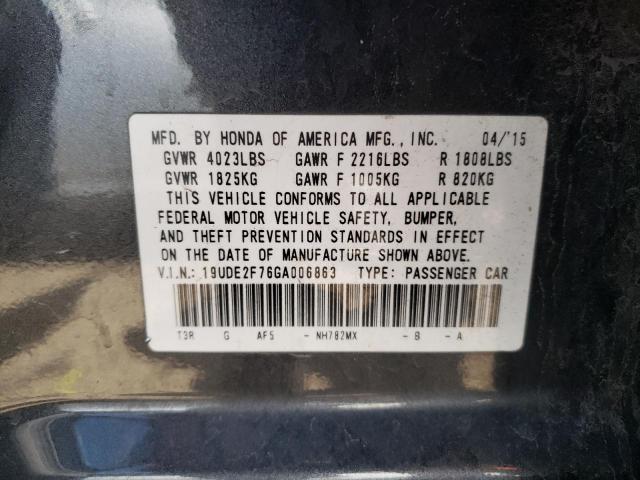 MFD. BY HONDA OF AMERICA MFG., INC. 04/'15
GVWR 4023LBS GAWR F 2216LBS R 1808LBS
GVWR 1825KG GAWR F 1005KG R 820KG
THIS VEHICLE CONFORMS TO ALL APPLICABLE
FEDERAL MOTOR VEHICLE SAFETY, BUMPER,
AND THEFT PREVENTION STANDARDS IN EFFECT
ON THE DATE OF MANUFACTURE SHOWN ABOVE.
V.I.N.: 19UDE2F76GA006863 TYPE: PASSENGER CAR
T3R G AF5 - NH782MX - B - A